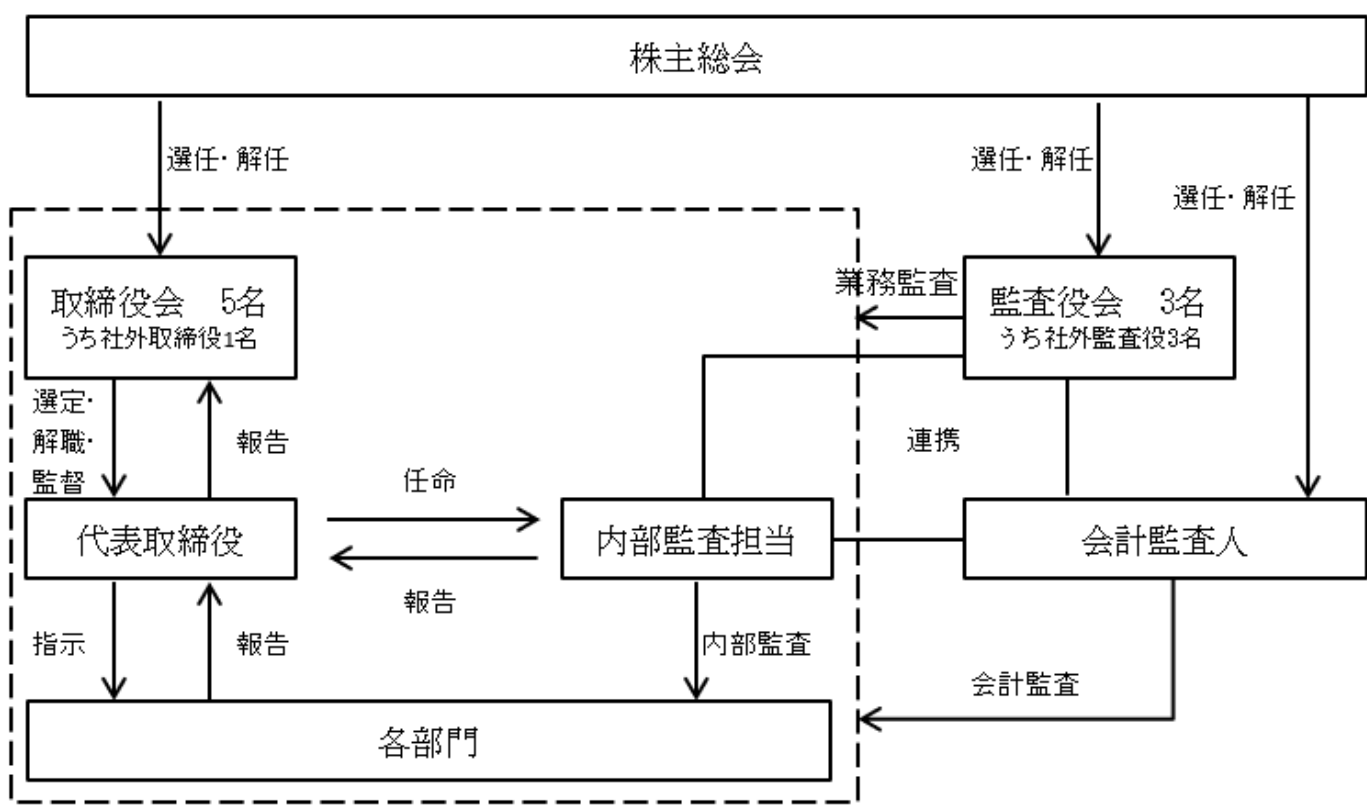 株主総会
選任・解任
選任・解任
選任・解任
取締役会　5名
うち社外取締役1名
業務監査
監査役会　3名
うち社外監査役3名
選定・
解職・
監督
報告
連携
任命
代表取締役
内部監査担当
会計監査人
報告
指示
報告
内部監査
会計監査
各部門